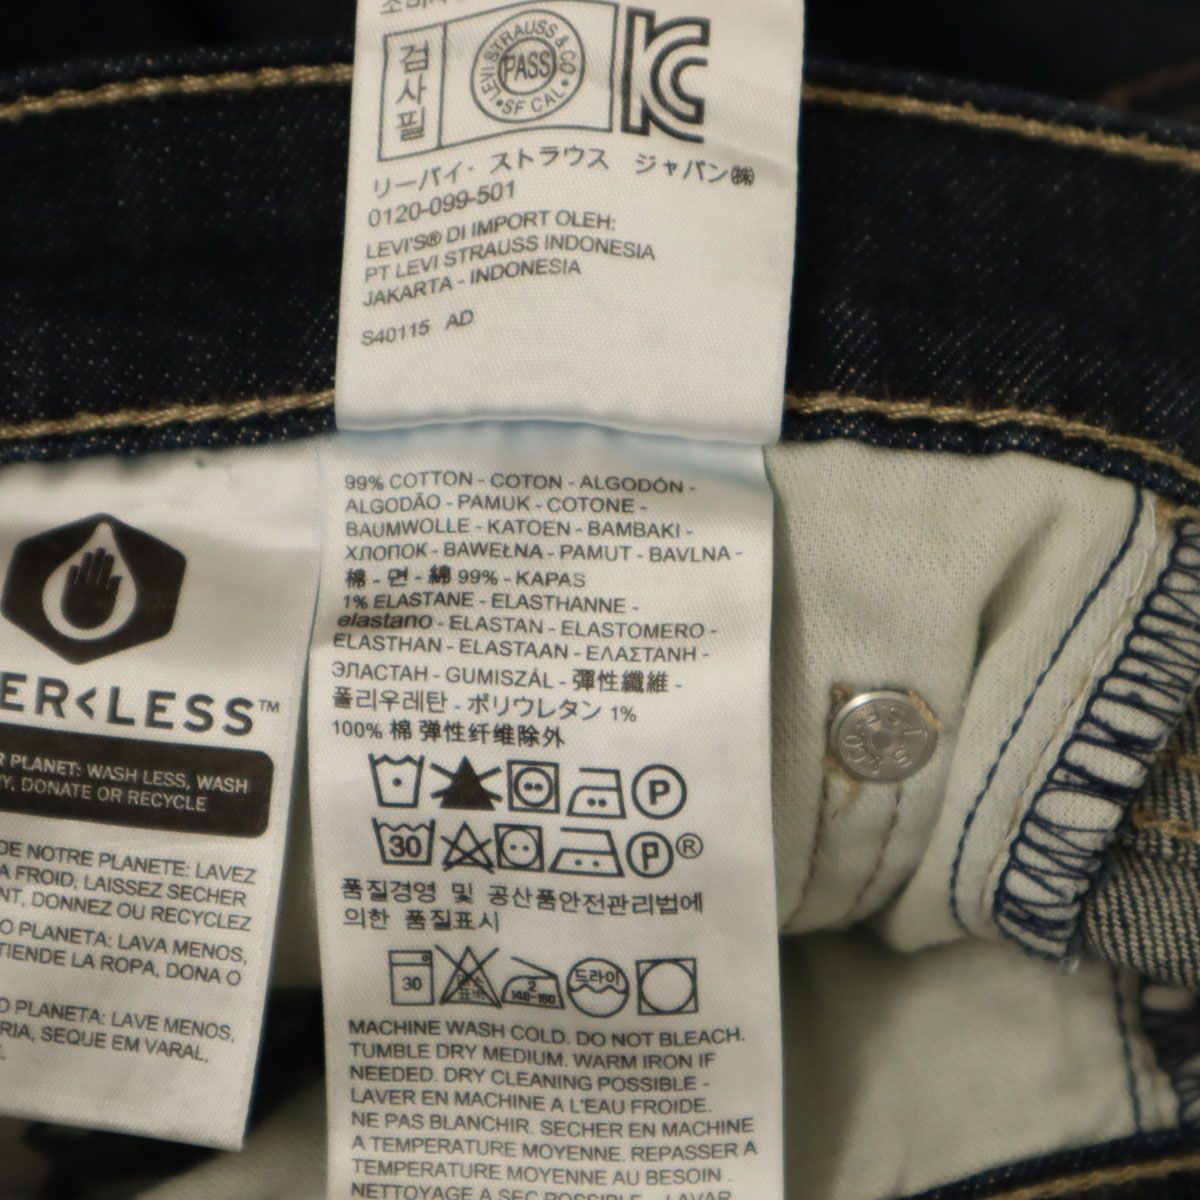 검사필
LEVI STRAUSS & CO
PASS
SF CAL
KC
リーバイ・ストラウス ジャパン㈱
0120-099-501
LEVI'S® DI IMPORT OLEH:
PT LEVI STRAUSS INDONESIA
JAKARTA - INDONESIA
S40115 AD
99% COTTON - COTON - ALGODÓN -
ALGODÃO - PAMUK - COTONE -
BAUMWOLLE - KATOEN - BAMBAKI -
ХЛОПОК - BAWEŁNA - PAMUT - BAVLNA -
棉 - 면 - 綿 99% - KAPAS
1% ELASTANE - ELASTHANNE -
elastano - ELASTAN - ELASTOMERO -
ELASTHAN - ELASTAAN - ΕΛΑΣΤΑΝΗ -
ЭЛАСТАН - GUMISZÁL - 彈性纖維 -
폴리우레탄 - ポリウレタン 1%
100% 棉 弹性纤维除外
P
30 P ®
품질경영 및 공산품안전관리법에
의한 품질표시
30 2 140-160 드라이
MACHINE WASH COLD. DO NOT BLEACH.
TUMBLE DRY MEDIUM. WARM IRON IF
NEEDED. DRY CLEANING POSSIBLE -
LAVER EN MACHINE A L'EAU FROIDE.
NE PAS BLANCHIR. SECHER EN MACHINE
A TEMPERATURE MOYENNE. REPASSER A
TEMPERATURE MOYENNE AU BESOIN.
NETTOYAGE A SEC POSSIBLE - LAVAR
ER<LESS™
PLANET: WASH LESS, WASH
DONATE OR RECYCLE
DE NOTRE PLANETE: LAVEZ
A FROID, LAISSEZ SECHER
DONNEZ OU RECYCLEZ
PLANETA: LAVA MENOS,
TIENDE LA ROPA, DONA O
PLANETA: LAVE MENOS,
SEQUE EM VARAL,